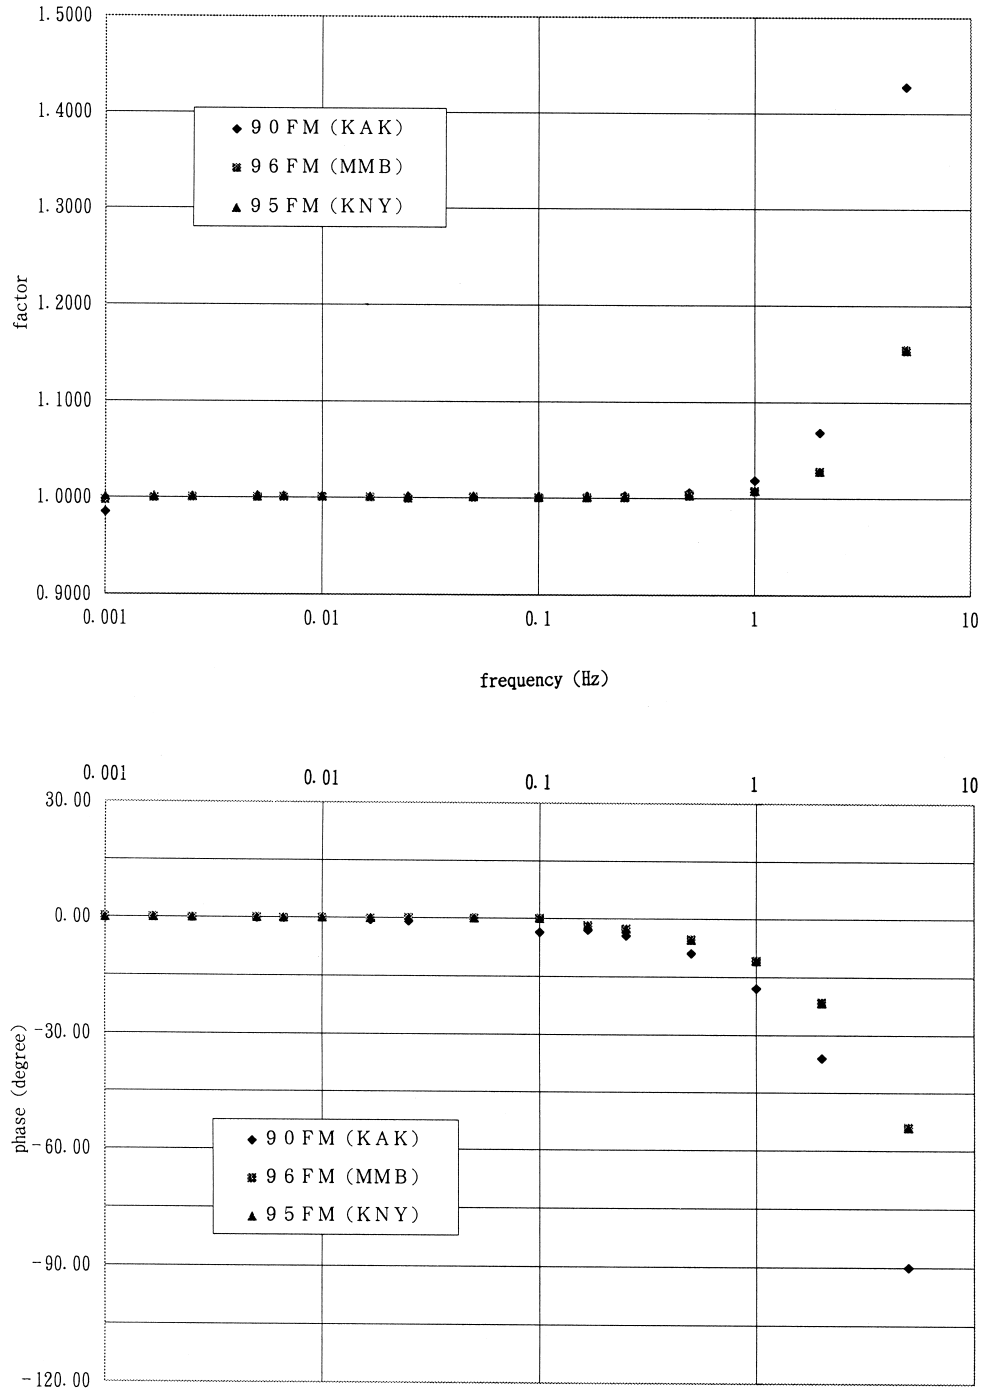 1.5000
1.4000
90FM (KAK)
96FM (MMB)
95FM (KNY)
1.3000
factor
1.2000
1.1000
1.0000
0.9000
0.001 0.01 0.1 1 10
frequency (Hz)
0.001 0.01 0.1 1 10
30.00
0.00
phase (degree)
-30.00
90FM (KAK)
-60.00
96FM (MMB)
95FM (KNY)
-90.00
-120.00